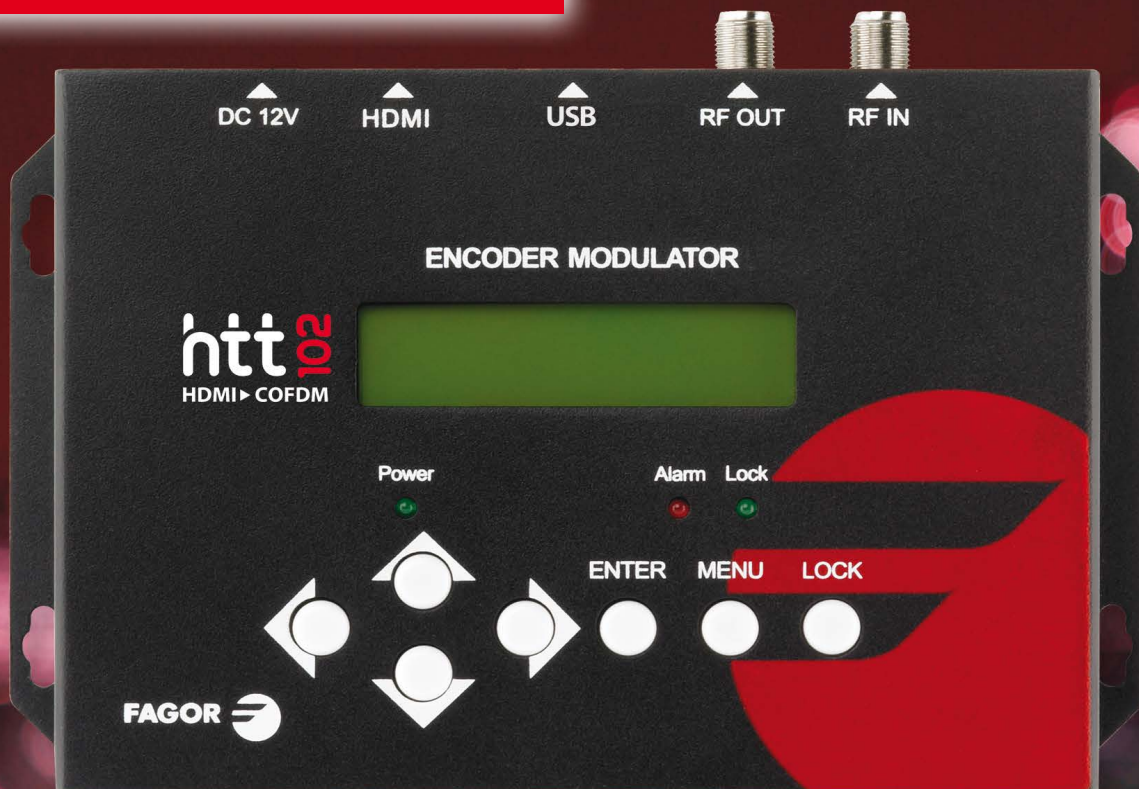 DC 12V HDMI USB RF OUT RF IN
ENCODER MODULATOR
htt 102
HDMI▶COFDM
Power Alarm Lock
ENTER MENU LOCK
FAGOR